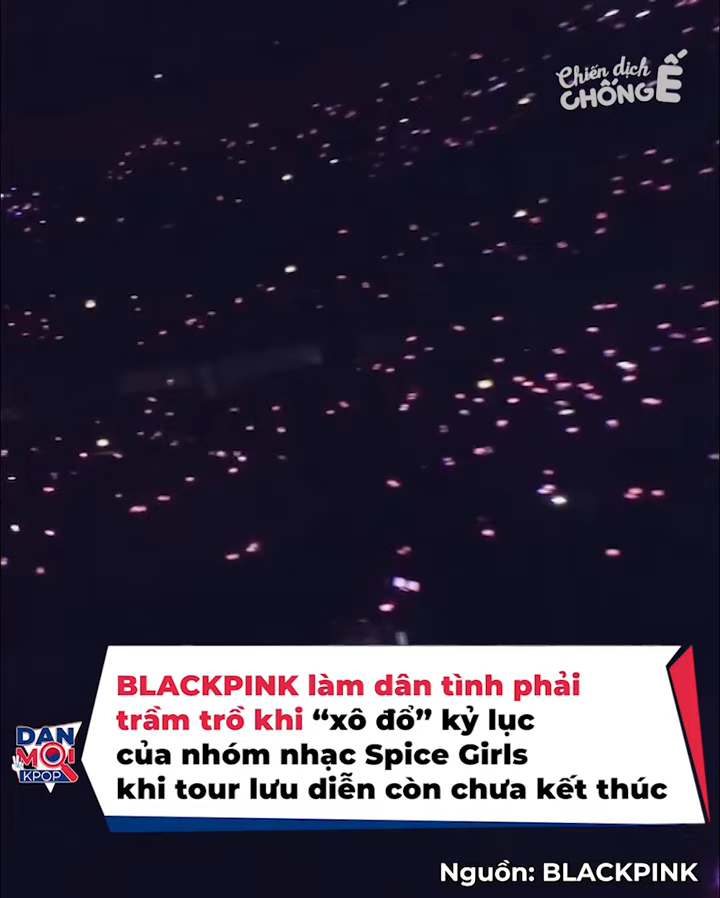 Chiến dịch
CHỐNG Ế
BLACKPINK làm dân tình phải
trầm trồ khi “xô đổ” kỷ lục
của nhóm nhạc Spice Girls
khi tour lưu diễn còn chưa kết thúc
DAN
MOI
KPOP
Nguồn: BLACKPINK